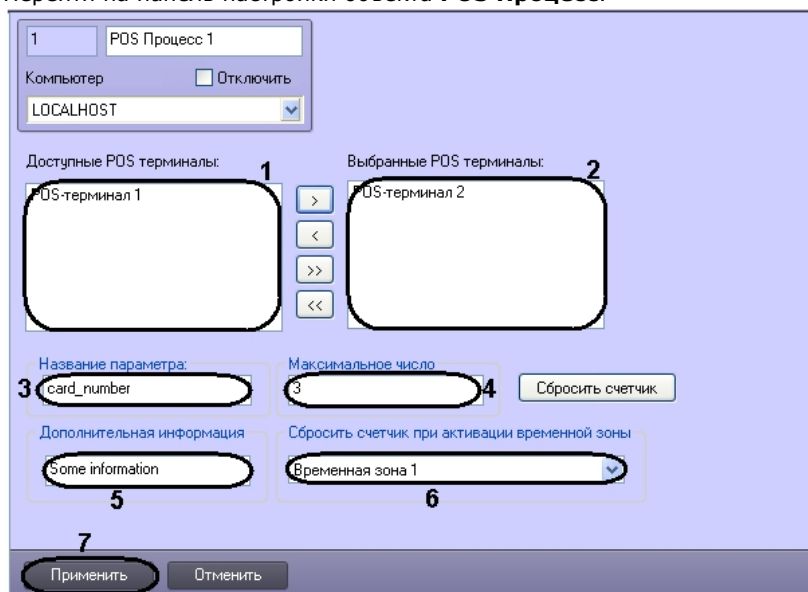 Перейти на панель настройки объекта POS Процесс.
1 POS Процесс 1
Компьютер Отключить
LOCALHOST
Доступные POS терминалы: 1 Выбранные POS терминалы: 2
POS-терминал 1 > POS-терминал 2
<
>>
<<
Название параметра: Максимальное число
3 card_number 3 4 Сбросить счетчик
Дополнительная информация Сбросить счетчик при активации временной зоны
Some information Временная зона 1
5 6
7
Применить Отменить